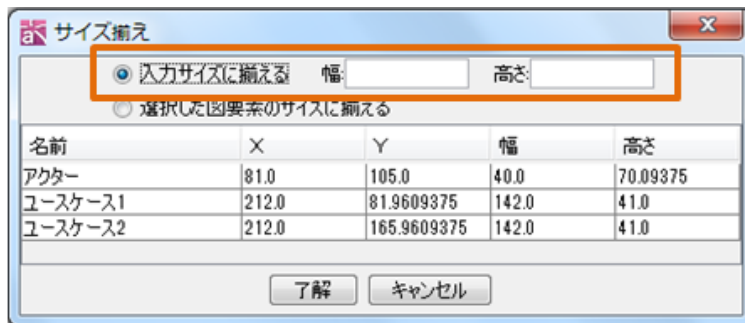 サイズ揃え
入力サイズに揃える 幅: 高さ:
選択した図要素のサイズに揃える
名前 X Y 幅 高さ
アクター 81.0 105.0 40.0 70.09375
ユースケース1 212.0 81.9609375 142.0 41.0
ユースケース2 212.0 165.9609375 142.0 41.0
了解 キャンセル